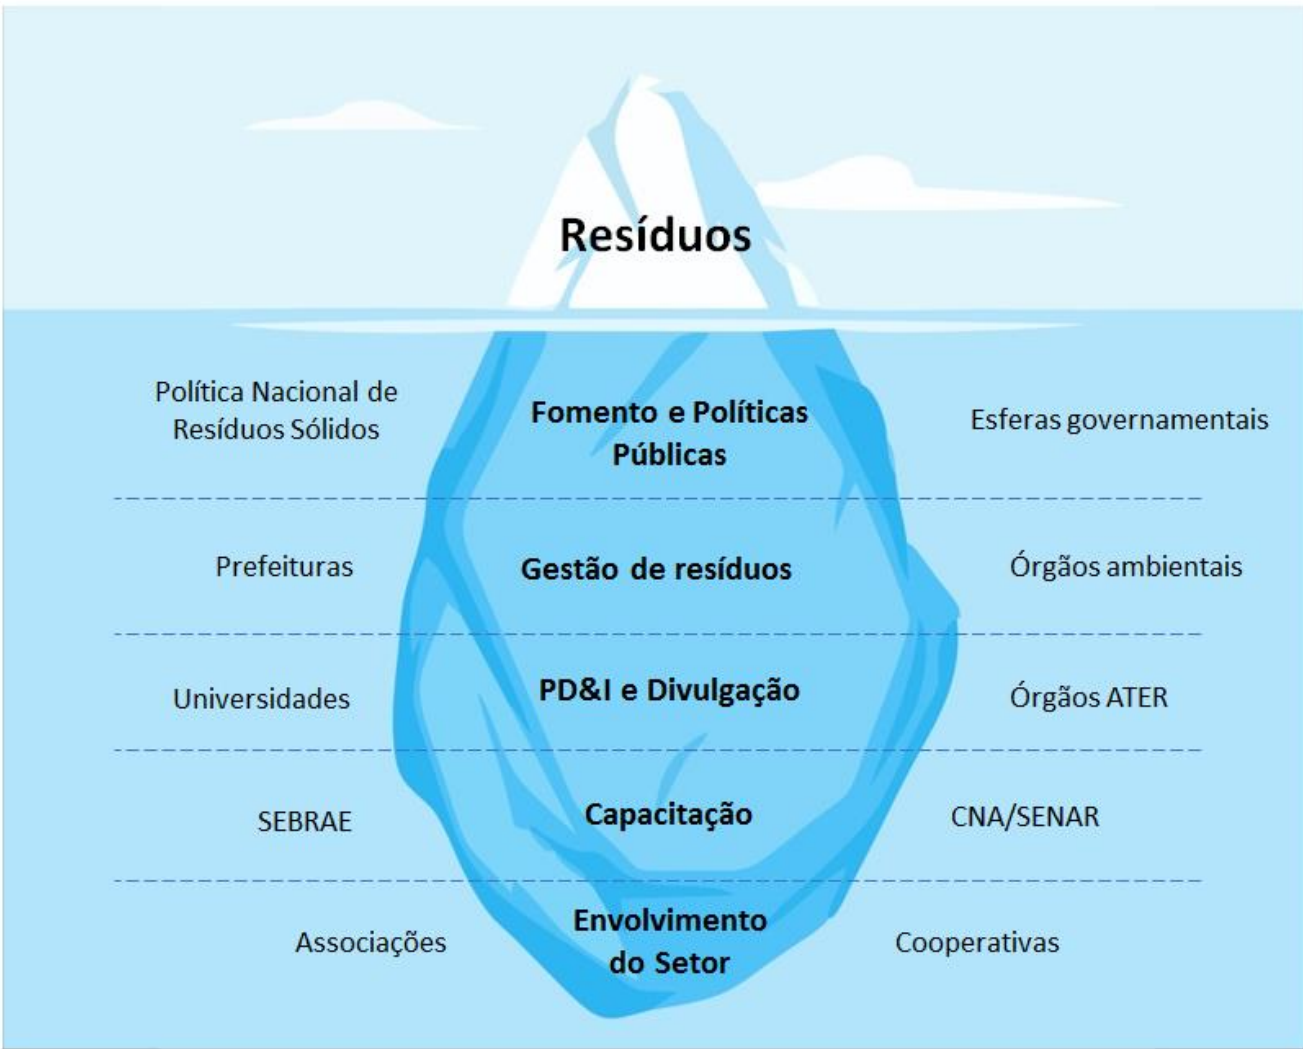 Resíduos
Política Nacional de
Resíduos Sólidos
Fomento e Políticas
Públicas
Esferas governamentais
Prefeituras
Gestão de resíduos
Órgãos ambientais
Universidades
PD&I e Divulgação
Órgãos ATER
SEBRAE
Capacitação
CNA/SENAR
Associações
Envolvimento
do Setor
Cooperativas